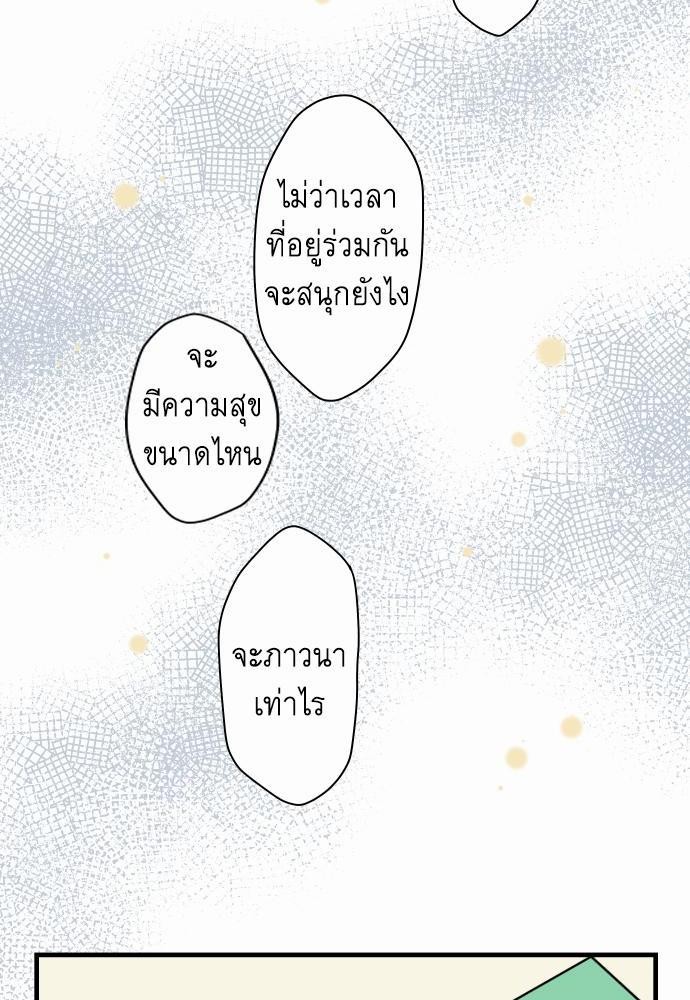 ไม่ว่าเวลา
ที่อยู่ร่วมกัน
จะสนุกยังไง
จะ
มีความสุข
ขนาดไหน
จะภาวนา
เท่าไร